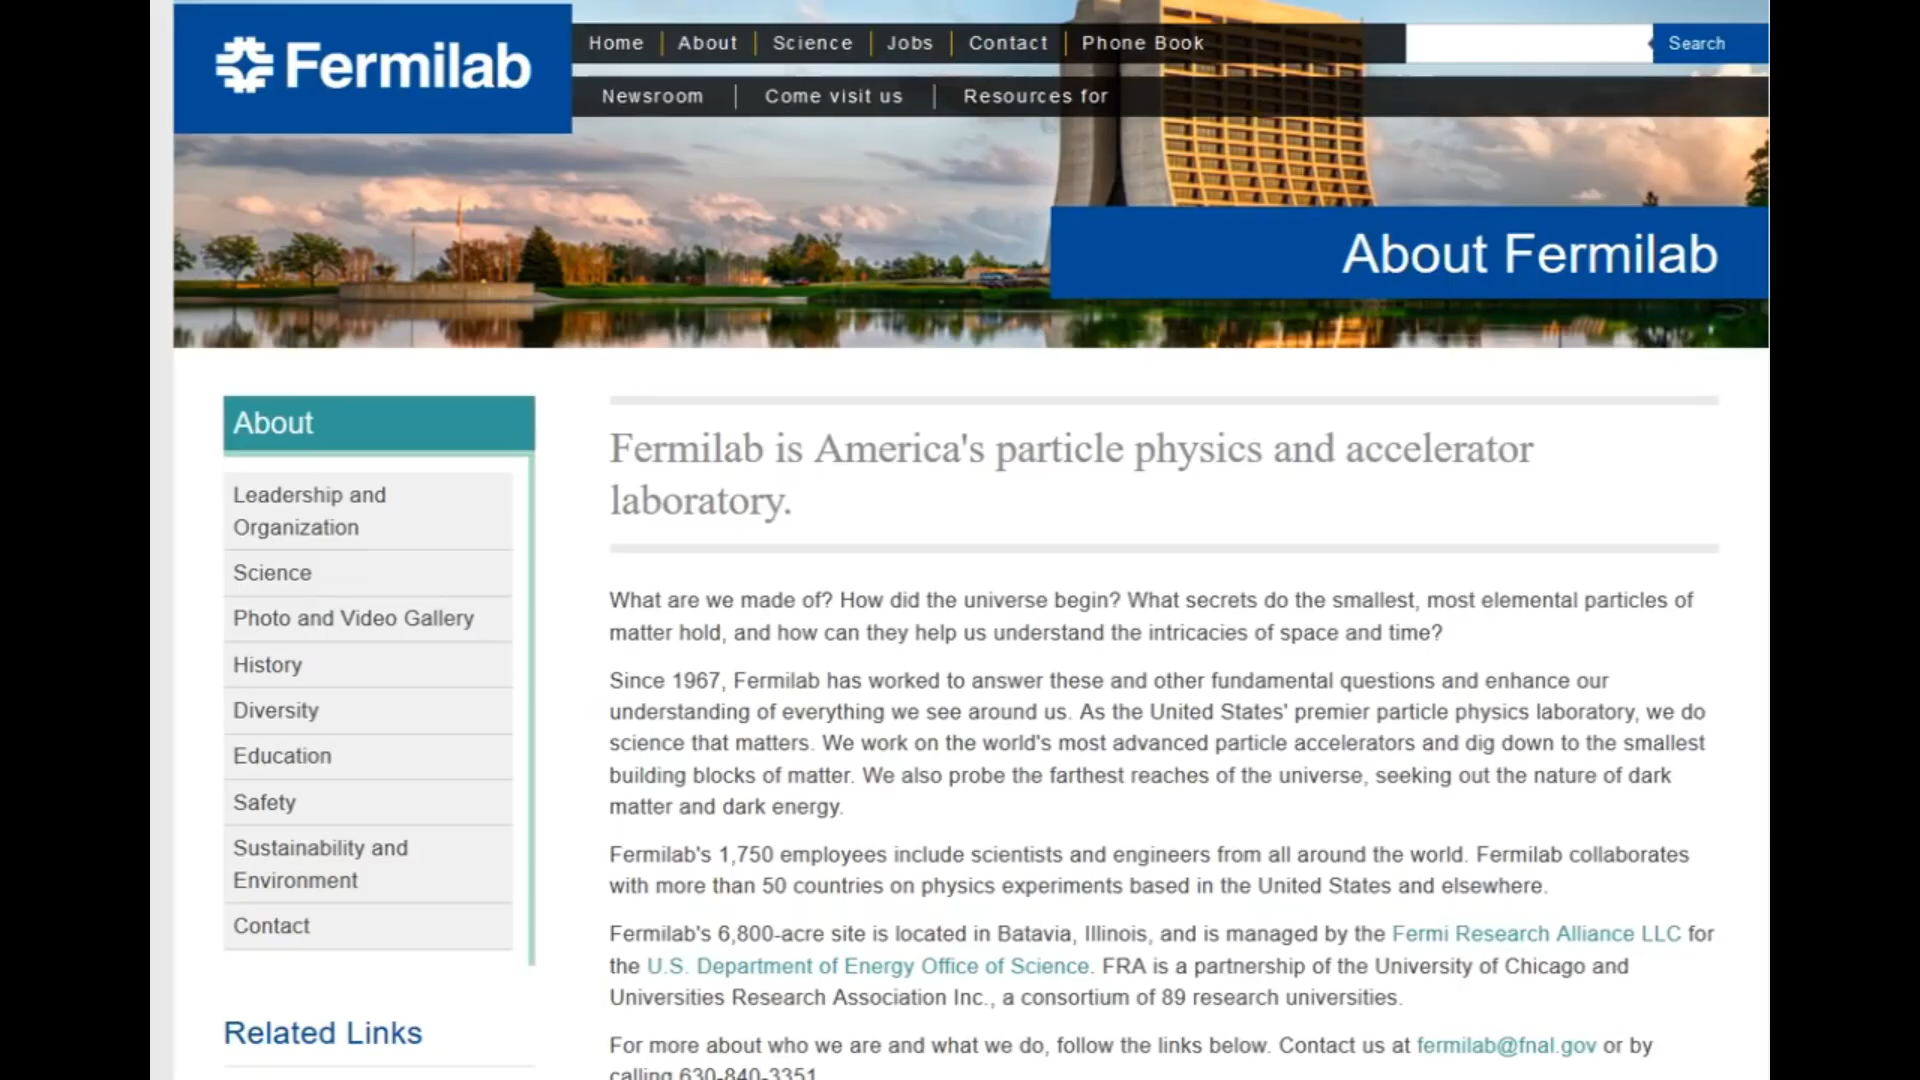 Fermilab
Home About Science Jobs Contact Phone Book
Search
Newsroom Come visit us Resources for
About Fermilab
About
Leadership and
Organization
Science
Photo and Video Gallery
History
Diversity
Education
Safety
Sustainability and
Environment
Contact
Related Links
Fermilab is America's particle physics and accelerator
laboratory.
What are we made of? How did the universe begin? What secrets do the smallest, most elemental particles of
matter hold, and how can they help us understand the intricacies of space and time?
Since 1967, Fermilab has worked to answer these and other fundamental questions and enhance our
understanding of everything we see around us. As the United States' premier particle physics laboratory, we do
science that matters. We work on the world's most advanced particle accelerators and dig down to the smallest
building blocks of matter. We also probe the farthest reaches of the universe, seeking out the nature of dark
matter and dark energy.
Fermilab's 1,750 employees include scientists and engineers from all around the world. Fermilab collaborates
with more than 50 countries on physics experiments based in the United States and elsewhere.
Fermilab's 6,800-acre site is located in Batavia, Illinois, and is managed by the Fermi Research Alliance LLC for
the U.S. Department of Energy Office of Science. FRA is a partnership of the University of Chicago and
Universities Research Association Inc., a consortium of 89 research universities.
For more about who we are and what we do, follow the links below. Contact us at fermilab@fnal.gov or by
calling 630-840-3351